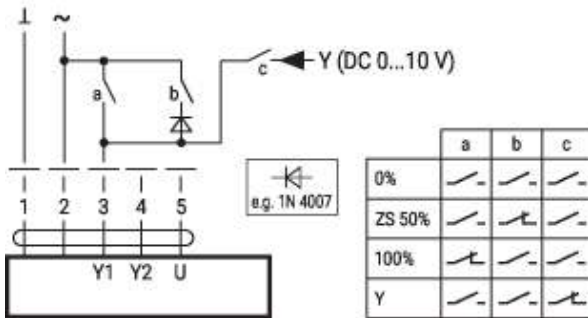 ⊥ ~
a b c Y (DC 0...10 V)
1 2 3 4 5
Y1 Y2 U
e.g. 1N 4007
a b c
0%
ZS 50%
100%
Y